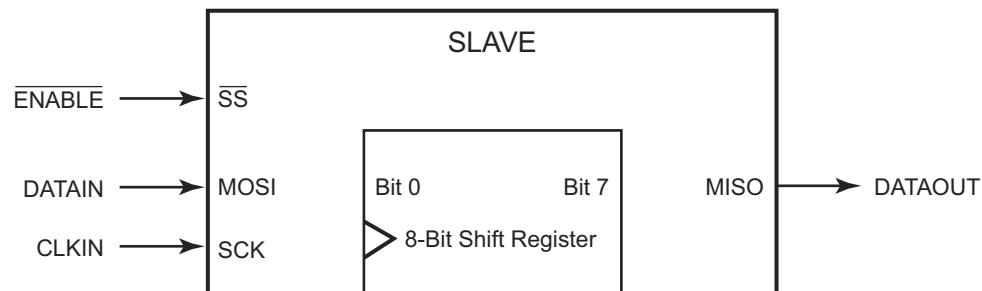 SLAVE
ENABLE SS
DATAIN MOSI Bit 0 Bit 7 MISO DATAOUT
8-Bit Shift Register
CLKIN SCK